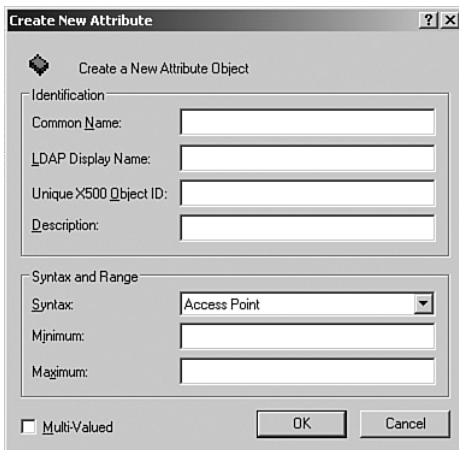 Create New Attribute
Create a New Attribute Object
Identification
Common Name:
LDAP Display Name:
Unique X500 Object ID:
Description:
Syntax and Range
Syntax: Access Point
Minimum:
Maximum:
Multi-Valued OK Cancel